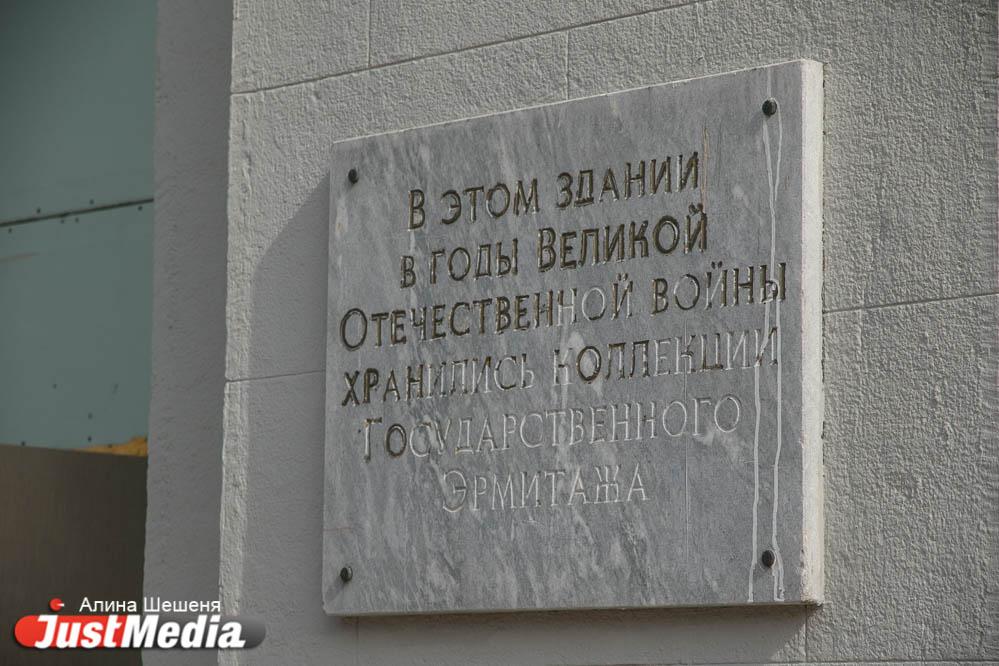 В ЭТОМ ЗДАНИИ
В ГОДЫ ВЕЛИКОЙ
ОТЕЧЕСТВЕННОЙ ВОЙНЫ
ХРАНИЛИСЬ КОЛЛЕКЦИИ
ГОСУДАРСТВЕННОГО
ЭРМИТАЖА
Алина Шешеня
JustMedia